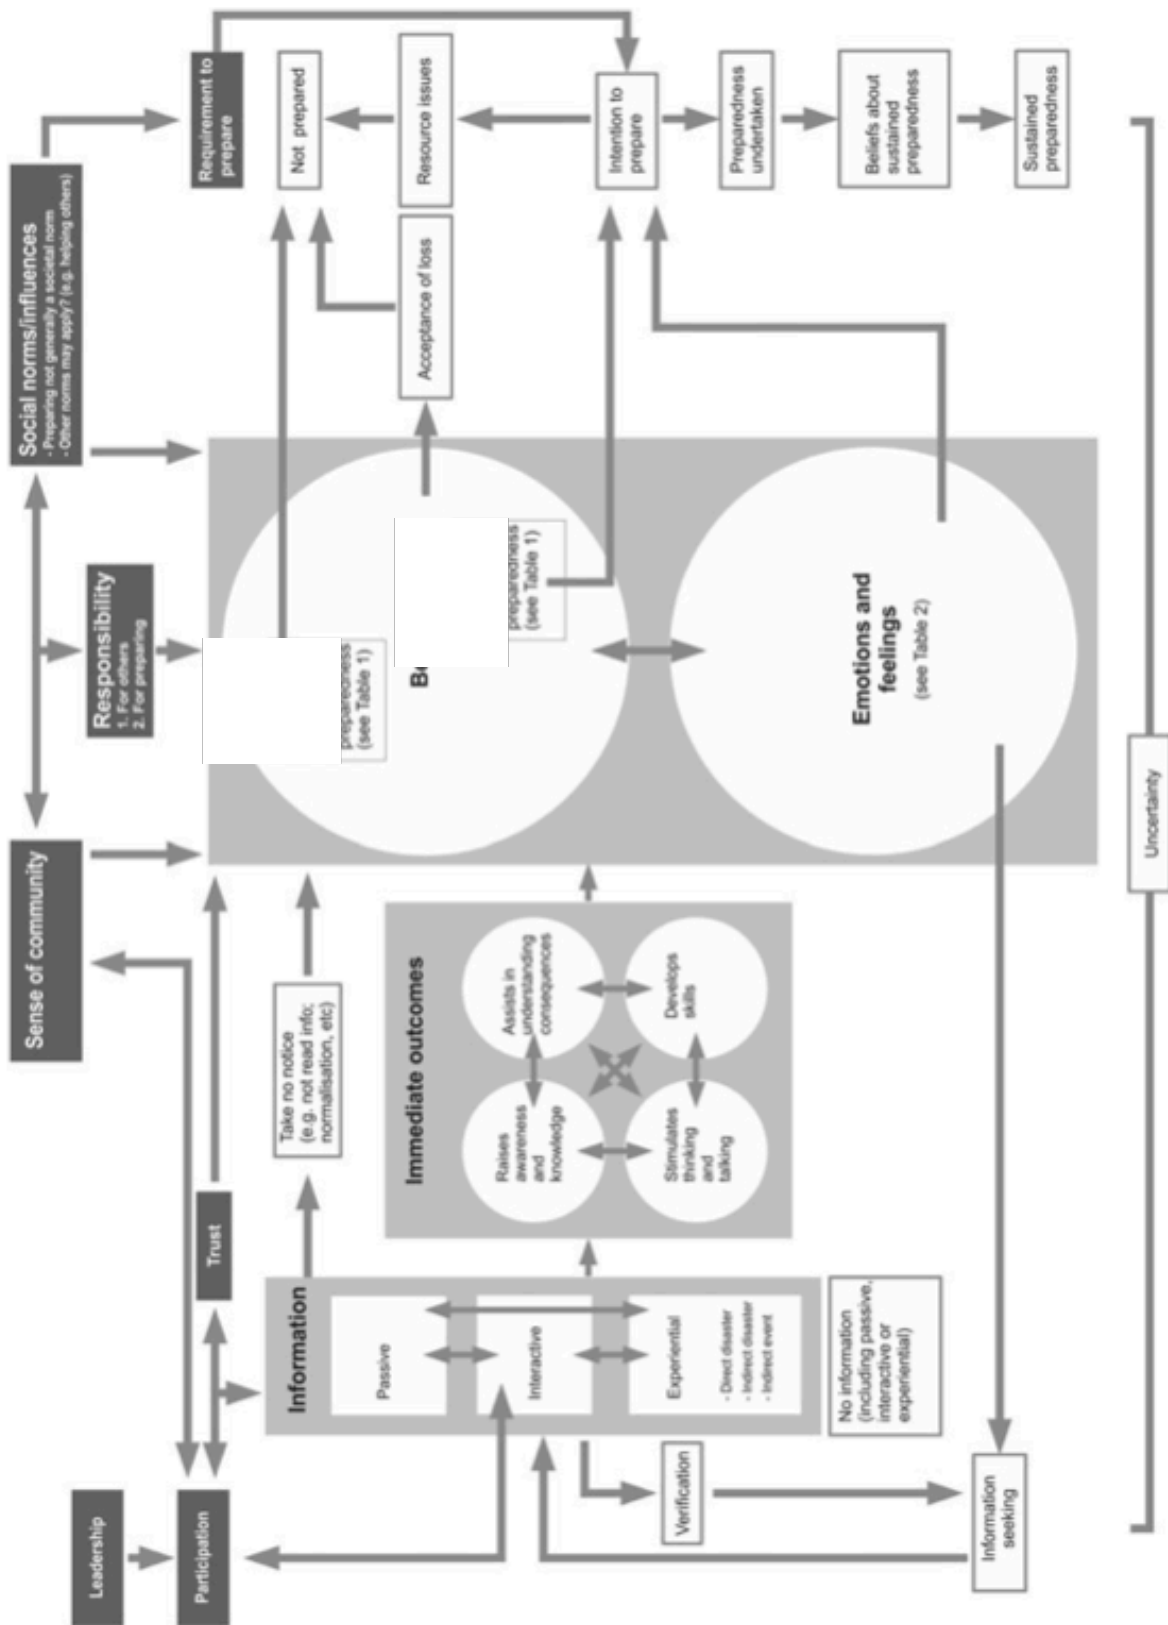 Leadership
Participation
Trust
Sense of community
Responsibility
1. For others
2. For preparing
Social norms/influences
- Preparing not generally a societal norm
- Other norms may apply? (e.g. helping others)
Requirement to
prepare
Information
Passive
Interactive
Experiential
- Direct disaster
- Indirect disaster
- Indirect event
No information
(including passive,
interactive or
experiential)
Verification
Information
seeking
Take no notice
(e.g. not read info;
normalisation, etc)
Immediate outcomes
Raises
awareness
and
knowledge
Assists in
understanding
consequences
Stimulates
thinking
and
talking
Develops
skills
preparedness
(see Table 1)
preparedness
(see Table 1)
Emotions and
feelings
(see Table 2)
Not prepared
Acceptance of loss
Resource issues
Intention to
prepare
Preparedness
undertaken
Beliefs about
sustained
preparedness
Sustained
preparedness
Uncertainty